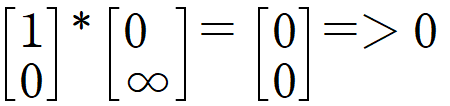 [1 0] * [0 ∞] = [0 0] => 0